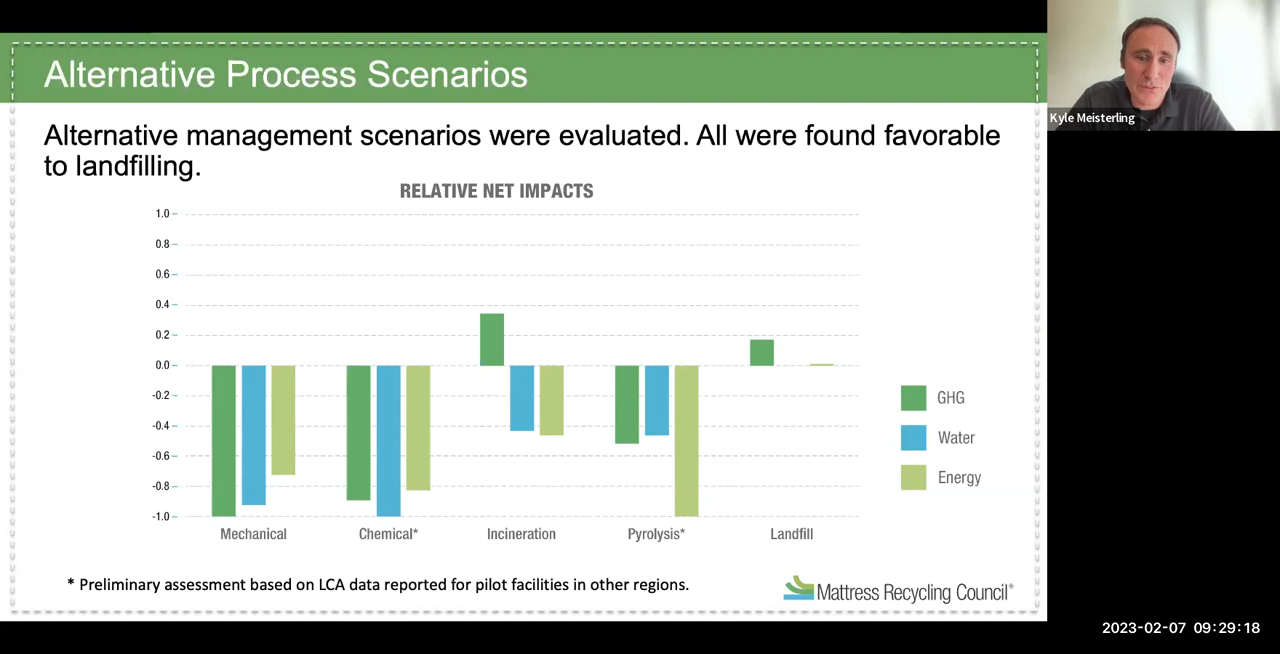 Alternative Process Scenarios
Kyle Meisterling
Alternative management scenarios were evaluated. All were found favorable
to landfilling.
RELATIVE NET IMPACTS
1.0
0.8
0.6
0.4
0.2
0.0
-0.2
-0.4
-0.6
-0.8
-1.0
GHG
Water
Energy
Mechanical
Chemical*
Incineration
Pyrolysis*
Landfill
* Preliminary assessment based on LCA data reported for pilot facilities in other regions.
Mattress Recycling Council®
2023-02-07 09:29:18